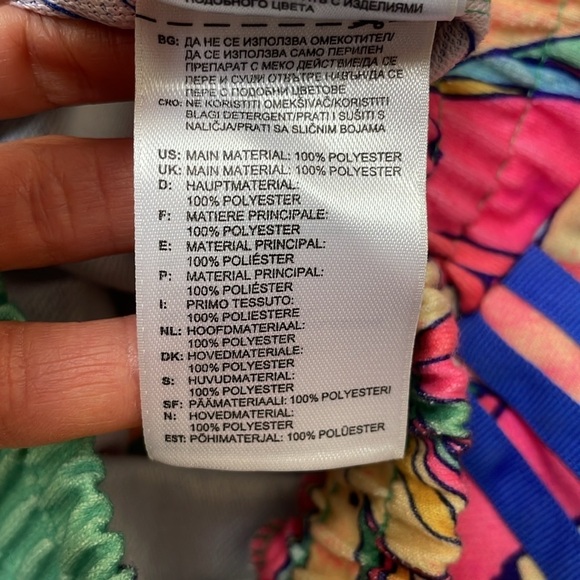 ПОДОБНОГО ЦВЕТА С ИЗДЕЛИЯМИ
BG: ДА НЕ СЕ ИЗПОЛЗВА ОМЕКОТИТЕЛ/
ДА СЕ ИЗПОЛЗВА САМО ПЕРИЛЕН
ПРЕПАРАТ С МЕКО ДЕЙСТВИЕ/ДА СЕ
ПЕРЕ И СУШИ ОТВЪТРЕ НАВЪН/ДА СЕ
ПЕРЕ С ПОДОБНИ ЦВЕТОВЕ
CRO: NE KORISTITI OMEKŠIVAČ/KORISTITI
BLAGI DETERGENT/PRATI I SUŠITI S
NALIČJA/PRATI SA SLIČNIM BOJAMA
US: MAIN MATERIAL: 100% POLYESTER
UK: MAIN MATERIAL: 100% POLYESTER
D: HAUPTMATERIAL:
100% POLYESTER
F: MATIERE PRINCIPALE:
100% POLYESTER
E: MATERIAL PRINCIPAL:
100% POLIÉSTER
P: MATERIAL PRINCIPAL:
100% POLIÉSTER
I: PRIMO TESSUTO:
100% POLIESTERE
NL: HOOFDMATERIAAL:
100% POLYESTER
DK: HOVEDMATERIALE:
100% POLYESTER
S: HUVUDMATERIAL:
100% POLYESTER
SF: PÄÄMATERIAALI: 100% POLYESTERI
N: HOVEDMATERIAL:
100% POLYESTER
EST: PÕHIMATERJAL: 100% POLÜESTER